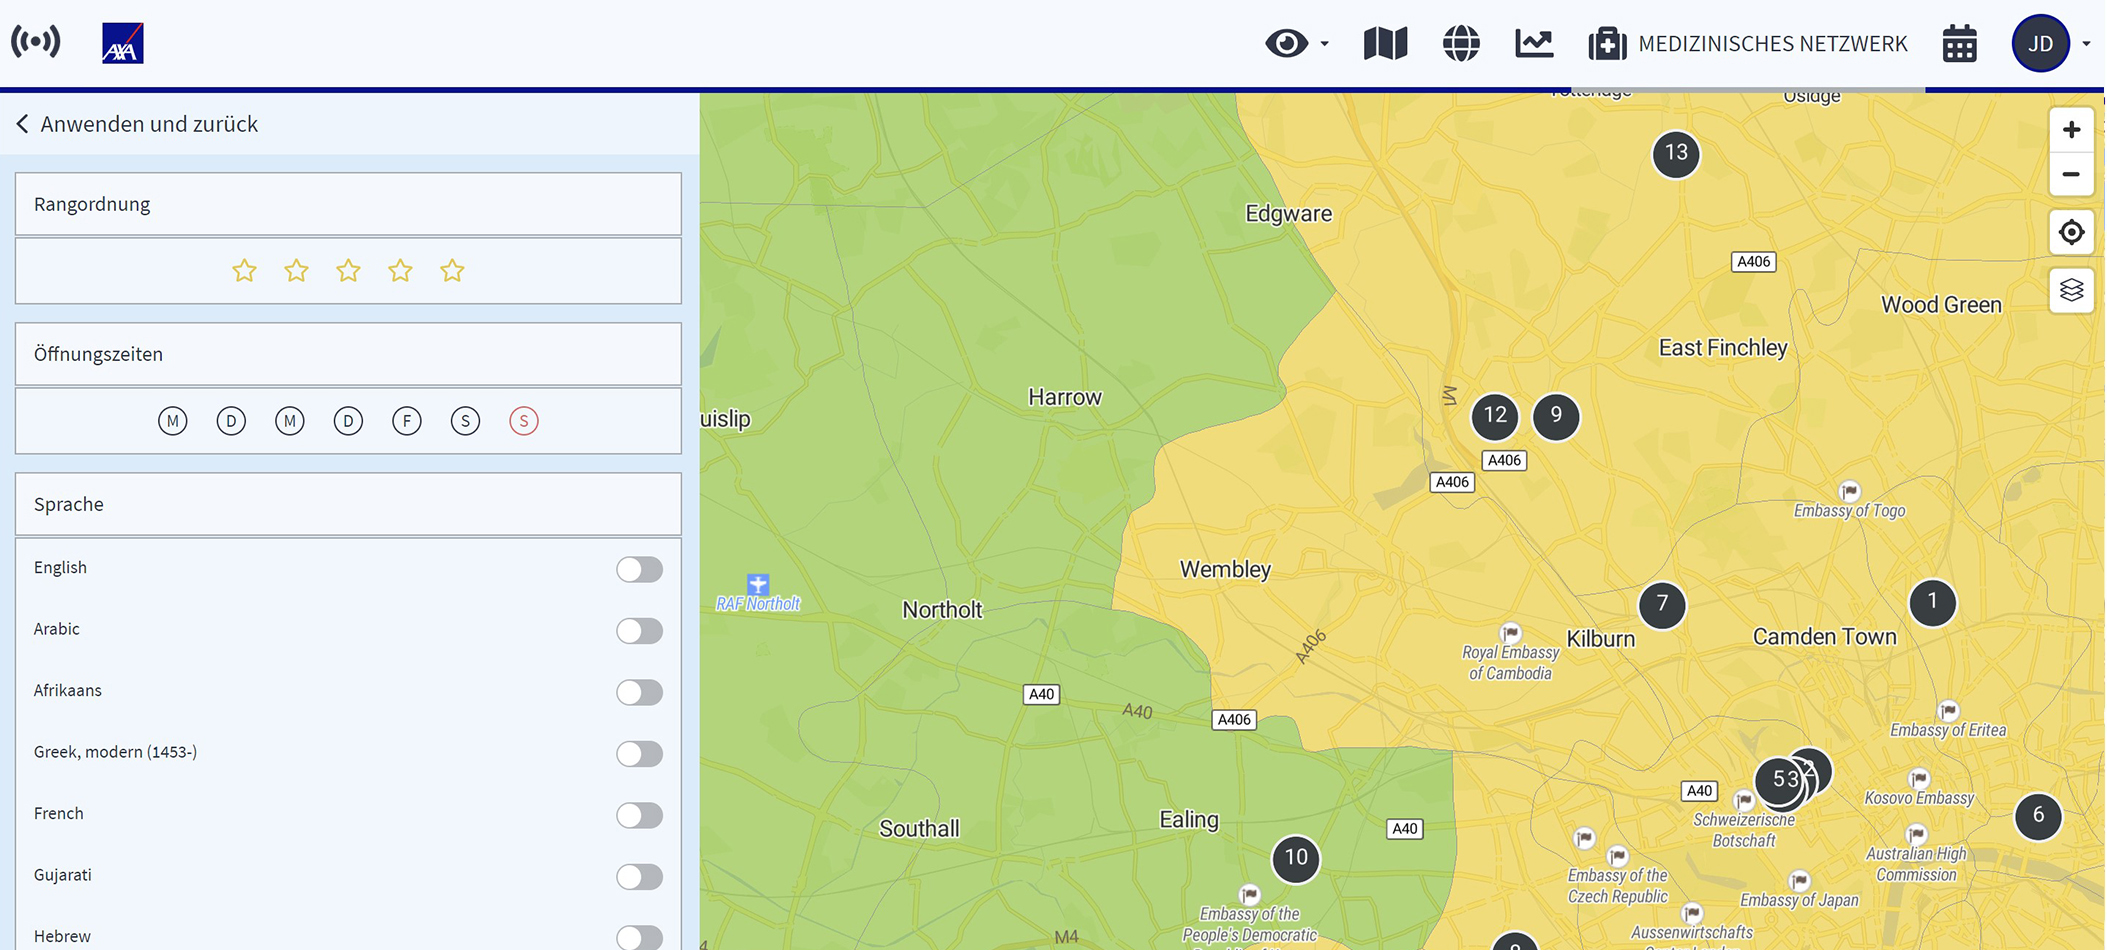 AXA
MEDIZINISCHES NETZWERK
JD
Anwenden und zurück
Rangordnung
Öffnungszeiten
M D M D F S S
Sprache
English
Arabic
Afrikaans
Greek, modern (1453-)
French
Gujarati
Hebrew
Osidge
13
Edgware
A406
Wood Green
East Finchley
Harrow
M1
uislip
12
9
A406
A406
Embassy of Togo
Wembley
RAF Northolt
Northolt
7
1
Kilburn
Camden Town
Royal Embassy
of Cambodia
A406
A40
A40
A406
Embassy of Eritea
53
2
A40
Kosovo Embassy
Schweizerische
Botschaft
6
Southall
Ealing
A40
10
Australian High
Commission
Embassy of the
Czech Republic
Embassy of Japan
Embassy of the
People's Democratic
Aussenwirtschafts
M4